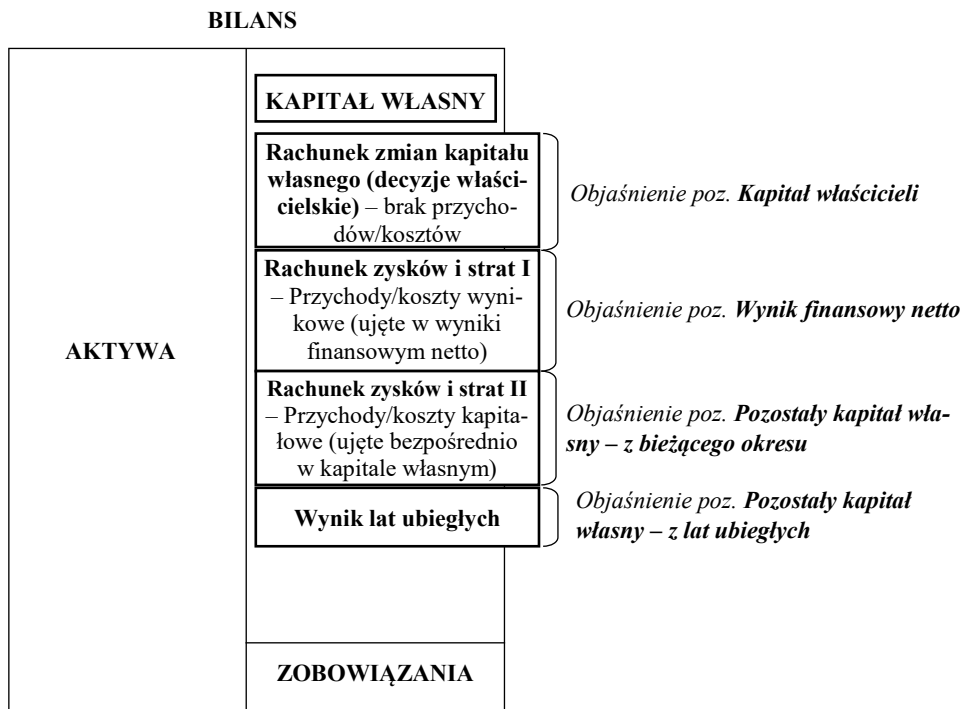 BILANS
KAPITAŁ WŁASNY
Rachunek zmian kapitału
własnego (decyzje właści-
cielskie) – brak przycho-
dów/kosztów
Objaśnienie poz. Kapitał właścicieli
Rachunek zysków i strat I
– Przychody/koszty wyni-
kowe (ujęte w wyniki
finansowym netto)
Objaśnienie poz. Wynik finansowy netto
AKTYWA
Rachunek zysków i strat II
– Przychody/koszty kapita-
łowe (ujęte bezpośrednio
w kapitale własnym)
Objaśnienie poz. Pozostały kapitał wła-
sny – z bieżącego okresu
Wynik lat ubiegłych
Objaśnienie poz. Pozostały kapitał
własny – z lat ubiegłych
ZOBOWIĄZANIA